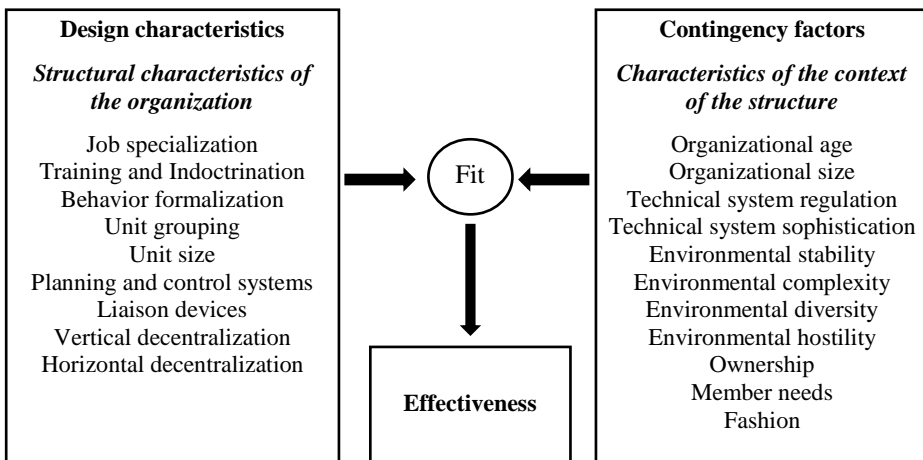 Design characteristics
Structural characteristics of
the organization
Job specialization
Training and Indoctrination
Behavior formalization
Unit grouping
Unit size
Planning and control systems
Liaison devices
Vertical decentralization
Horizontal decentralization
Fit
Effectiveness
Contingency factors
Characteristics of the context
of the structure
Organizational age
Organizational size
Technical system regulation
Technical system sophistication
Environmental stability
Environmental complexity
Environmental diversity
Environmental hostility
Ownership
Member needs
Fashion